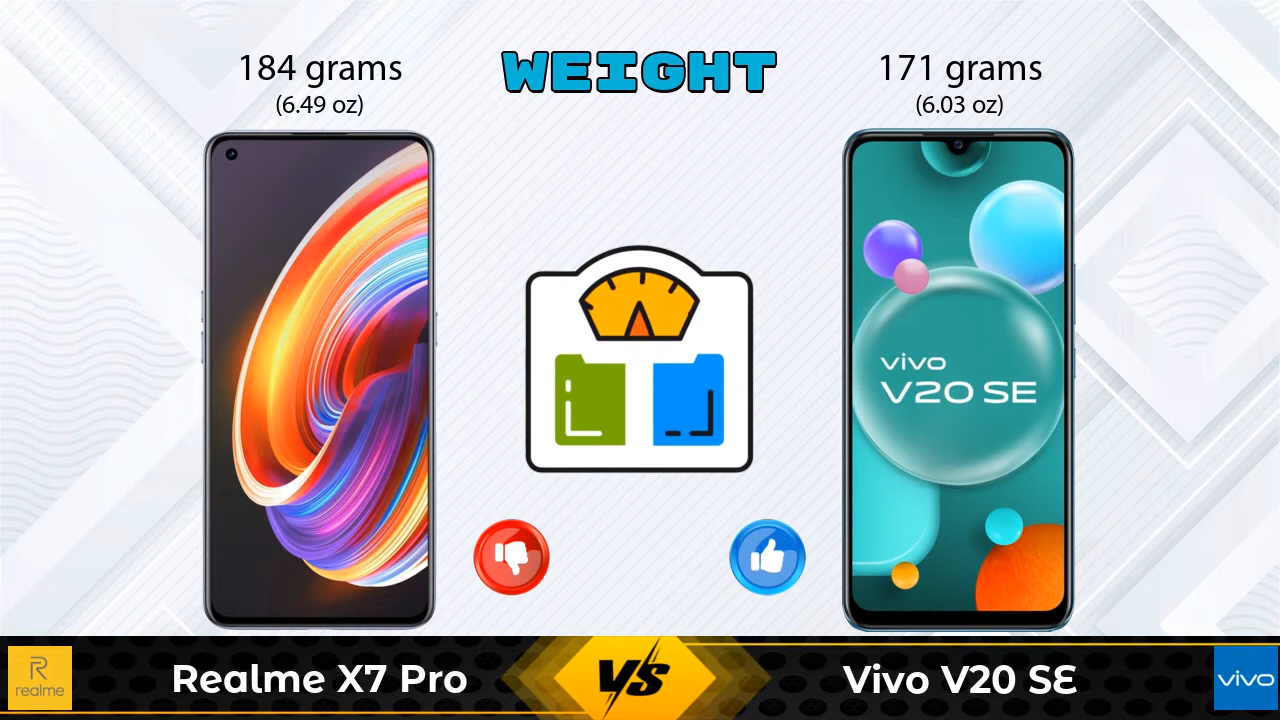 184 grams
(6.49 oz)
WEIGHT
171 grams
(6.03 oz)
vivo
V20 SE
R
realme
Realme X7 Pro
VS
Vivo V20 SE
vivo